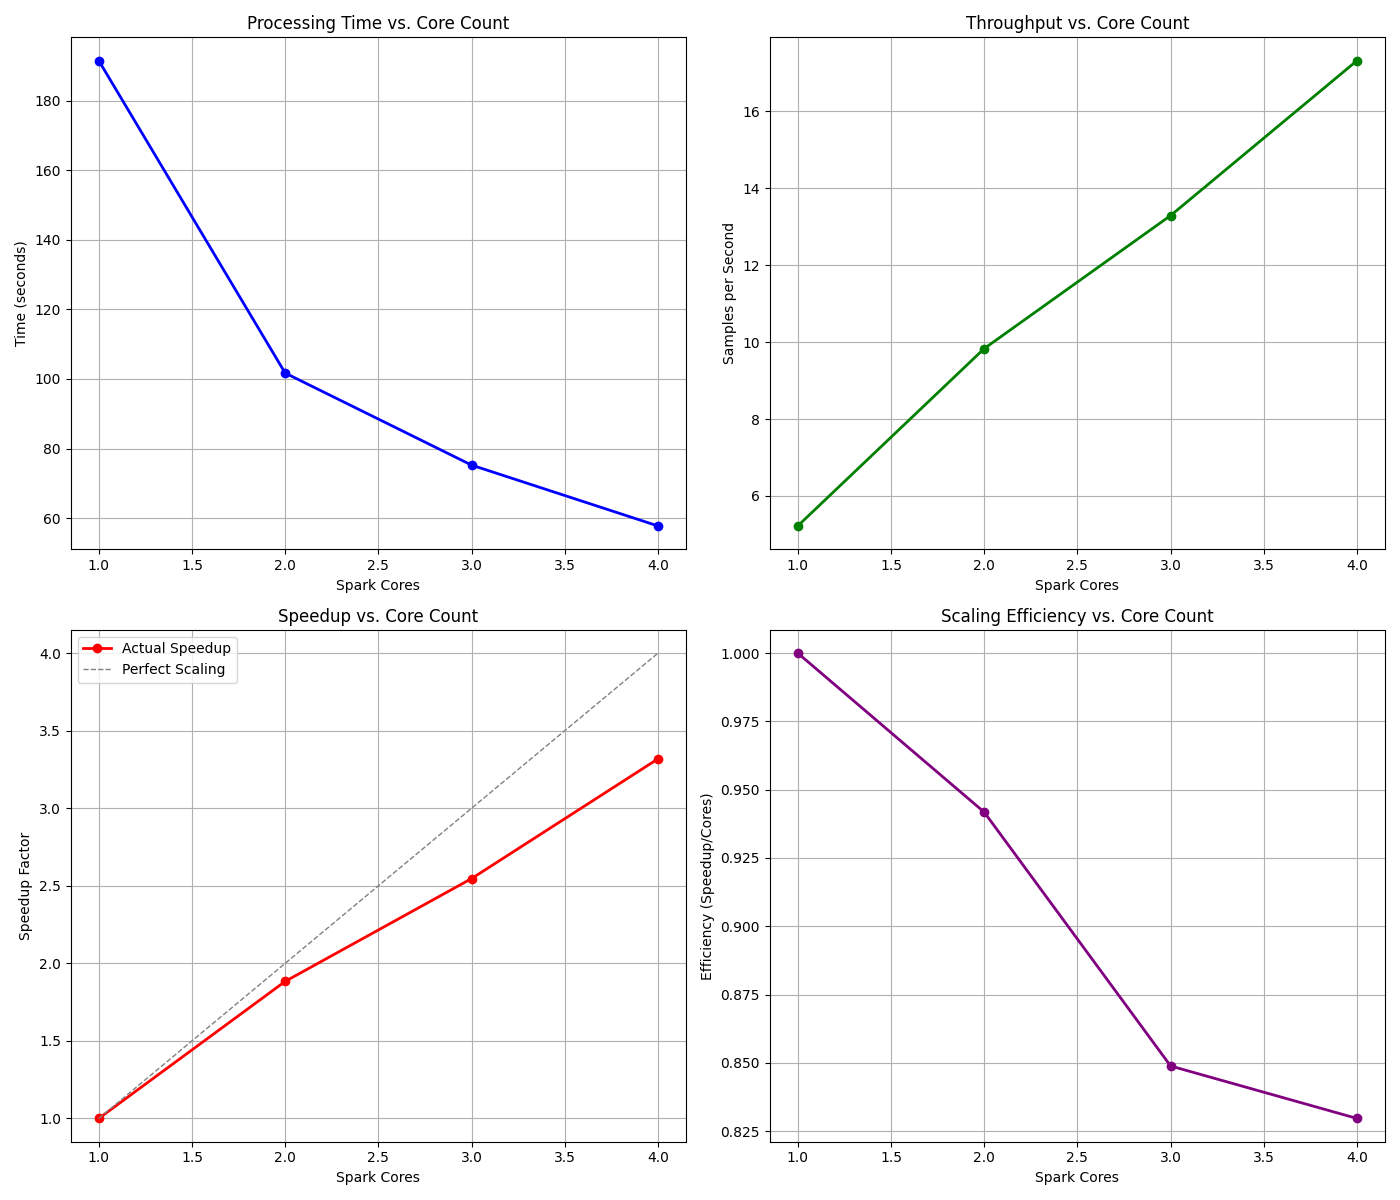 Processing Time vs. Core Count
Time (seconds)
180
160
140
120
100
80
60
1.0 1.5 2.0 2.5 3.0 3.5 4.0
Spark Cores
Throughput vs. Core Count
Samples per Second
16
14
12
10
8
6
1.0 1.5 2.0 2.5 3.0 3.5 4.0
Spark Cores
Speedup vs. Core Count
Actual Speedup
Perfect Scaling
Speedup Factor
4.0
3.5
3.0
2.5
2.0
1.5
1.0
1.0 1.5 2.0 2.5 3.0 3.5 4.0
Spark Cores
Scaling Efficiency vs. Core Count
Efficiency (Speedup/Cores)
1.000
0.975
0.950
0.925
0.900
0.875
0.850
0.825
1.0 1.5 2.0 2.5 3.0 3.5 4.0
Spark Cores